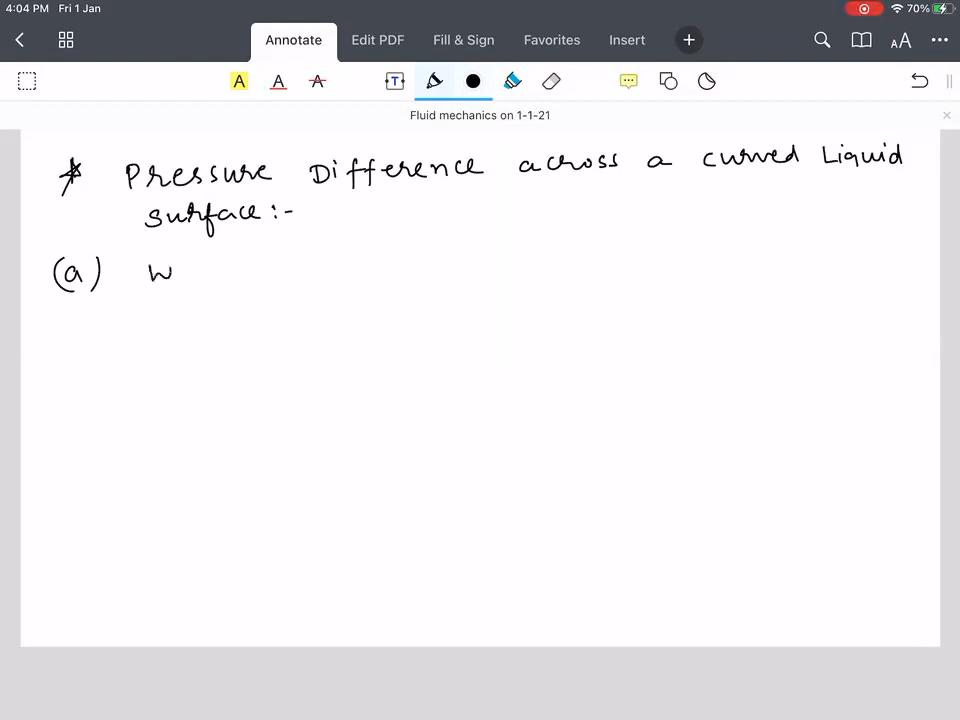 4:04 PM Fri 1 Jan 70%
Annotate Edit PDF Fill & Sign Favorites Insert
Fluid mechanics on 1-1-21
* Pressure Difference across a curved Liquid
surface:-
(a) W